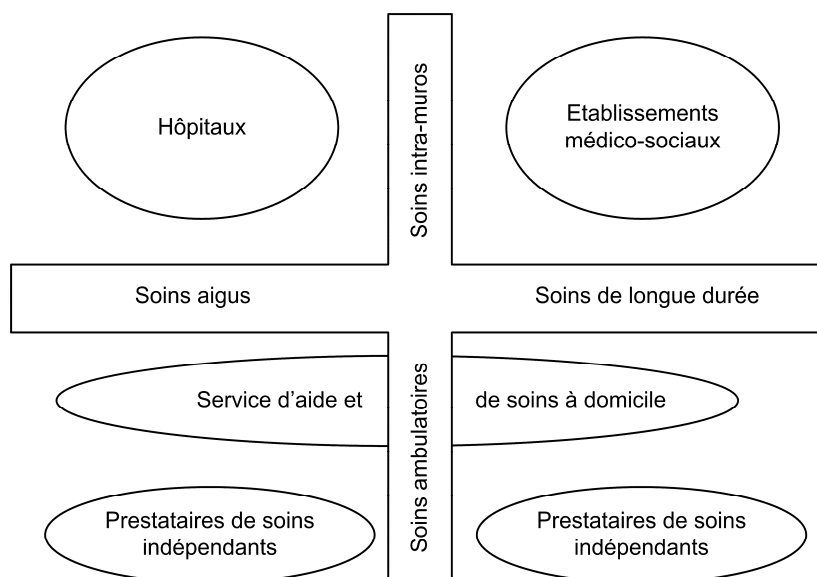 Soins intra-muros
Hôpitaux
Etablissements
médico-sociaux
Soins aigus
Soins de longue durée
Service d’aide et
de soins à domicile
Soins ambulatoires
Prestataires de soins
indépendants
Prestataires de soins
indépendants